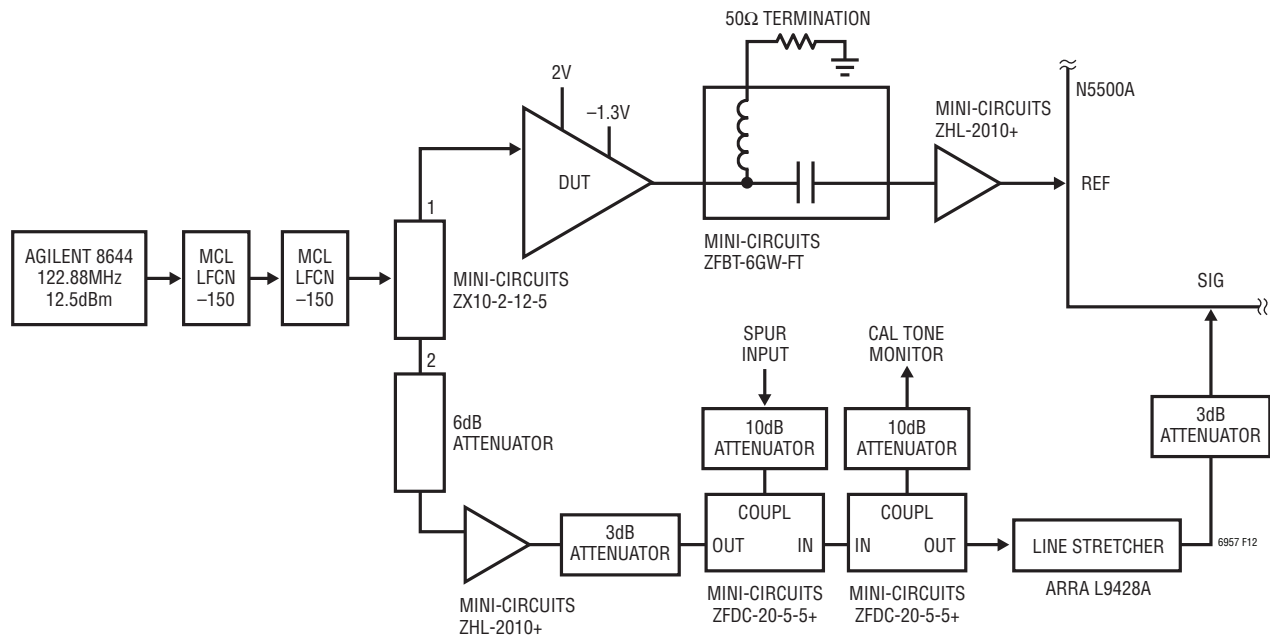 50Ω TERMINATION
2V
–1.3V
DUT
MINI-CIRCUITS
ZFBT-6GW-FT
MINI-CIRCUITS
ZHL-2010+
N5500A
REF
SIG
AGILENT 8644
122.88MHz
12.5dBm
MCL
LFCN
–150
MCL
LFCN
–150
1
MINI-CIRCUITS
ZX10-2-12-5
2
6dB
ATTENUATOR
SPUR
INPUT
CAL TONE
MONITOR
10dB
ATTENUATOR
10dB
ATTENUATOR
3dB
ATTENUATOR
MINI-CIRCUITS
ZHL-2010+
3dB
ATTENUATOR
COUPL
OUT IN
MINI-CIRCUITS
ZFDC-20-5-5+
COUPL
IN OUT
MINI-CIRCUITS
ZFDC-20-5-5+
LINE STRETCHER
ARRA L9428A
6957 F12